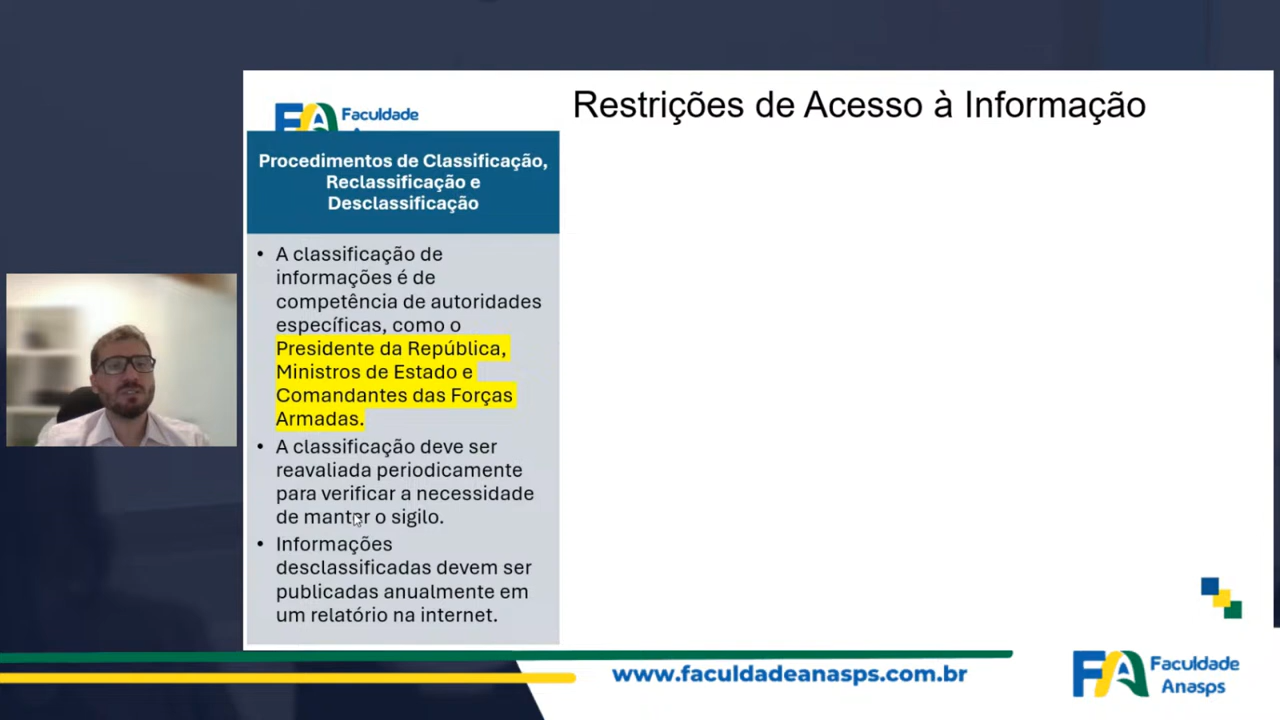 Restrições de Acesso à Informação
FA Faculdade
Procedimentos de Classificação,
Reclassificação e
Desclassificação
• A classificação de
informações é de
competência de autoridades
específicas, como o
Presidente da República,
Ministros de Estado e
Comandantes das Forças
Armadas.
• A classificação deve ser
reavaliada periodicamente
para verificar a necessidade
de manter o sigilo.
• Informações
desclassificadas devem ser
publicadas anualmente em
um relatório na internet.
www.faculdadeanasps.com.br
FA Faculdade
Anasps